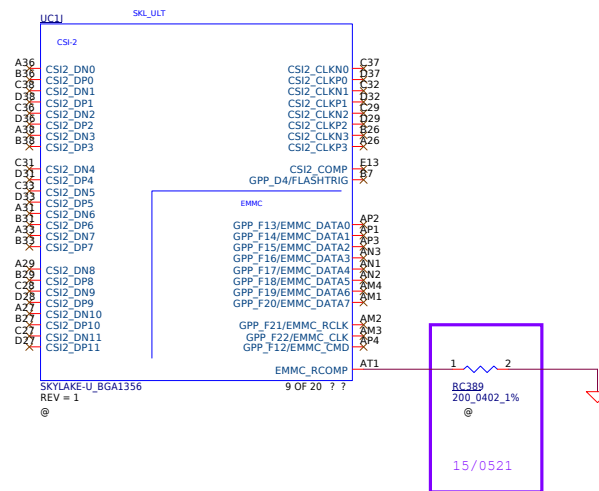 UC1J
SKL_ULT
CSI-2
A36 CSI2_DN0
B36 CSI2_DP0
C38 CSI2_DN1
D38 CSI2_DP1
C36 CSI2_DN2
D36 CSI2_DP2
A38 CSI2_DN3
B38 CSI2_DP3
C31 CSI2_DN4
D31 CSI2_DP4
C33 CSI2_DN5
D33 CSI2_DP5
A31 CSI2_DN6
B31 CSI2_DP6
A33 CSI2_DN7
B33 CSI2_DP7
A29 CSI2_DN8
B29 CSI2_DP8
C28 CSI2_DN9
D28 CSI2_DP9
A27 CSI2_DN10
B27 CSI2_DP10
C27 CSI2_DN11
D27 CSI2_DP11
CSI2_CLKN0 C37
CSI2_CLKP0 D37
CSI2_CLKN1 C32
CSI2_CLKP1 D32
CSI2_CLKN2 C29
CSI2_CLKP2 D29
CSI2_CLKN3 B26
CSI2_CLKP3 A26
CSI2_COMP E13
GPP_D4/FLASHTRIG B7
EMMC
GPP_F13/EMMC_DATA0 AP2
GPP_F14/EMMC_DATA1 AP1
GPP_F15/EMMC_DATA2 AP3
GPP_F16/EMMC_DATA3 AN3
GPP_F17/EMMC_DATA4 AN1
GPP_F18/EMMC_DATA5 AN2
GPP_F19/EMMC_DATA6 AM4
GPP_F20/EMMC_DATA7 AM1
GPP_F21/EMMC_RCLK AM2
GPP_F22/EMMC_CLK AM3
GPP_F12/EMMC_CMD AP4
EMMC_RCOMP AT1
SKYLAKE-U_BGA1356
9 OF 20 ? ?
REV = 1
@
1 2
RC389
200_0402_1%
@
15/0521